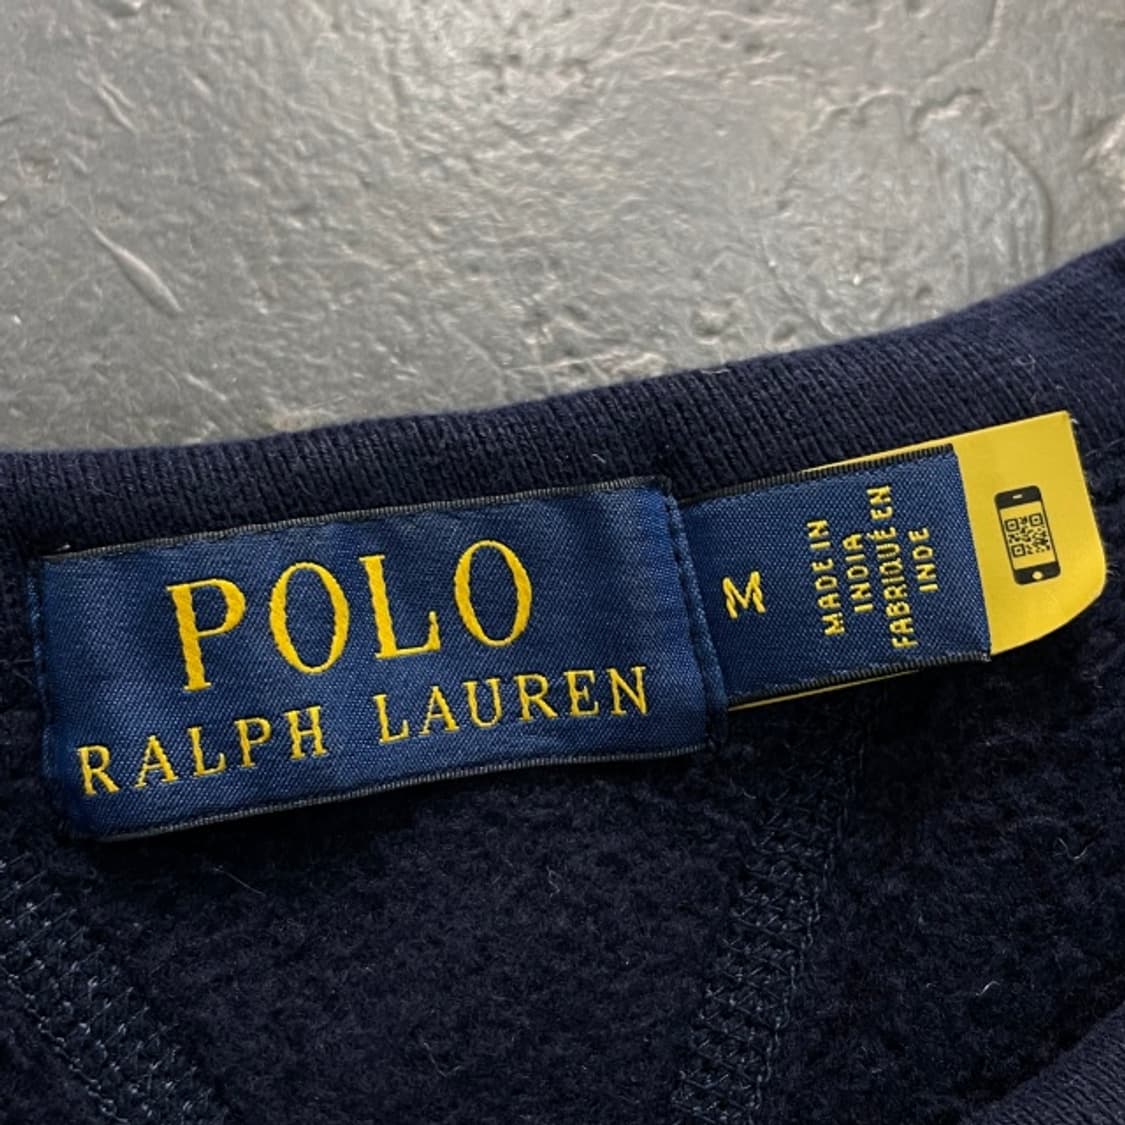 POLO
RALPH LAUREN
M
MADE IN
INDIA
FABRIQUÉ EN
INDE